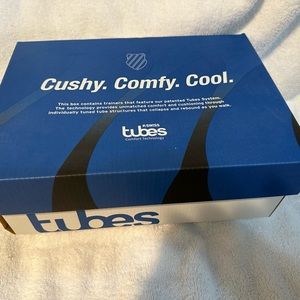 Cushy. Comfy. Cool.
This box contains trainers that feature our patented Tubes System.
The technology provides unmatched comfort and cushioning through
individually tuned tube structures that collapse and rebound as you walk.
K·SWISS
tubes
Comfort Technology
tubes